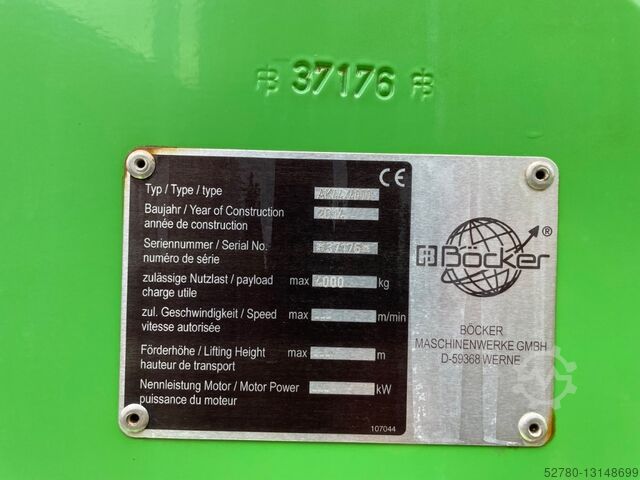 37176
CE
Typ / Type / type
Baujahr / Year of Construction
année de construction
Seriennummer / Serial No. *37176*
numéro de série
zulässige Nutzlast / payload max 4000 kg
charge utile
zul. Geschwindigkeit / Speed max --- m/min
vitesse autorisée
Förderhöhe / Lifting Height max --- m
hauteur de transport
Nennleistung Motor / Motor Power --- kW
puissance du moteur
107044
Böcker ®
BÖCKER
MASCHINENWERKE GMBH
D-59368 WERNE
52780-13148699